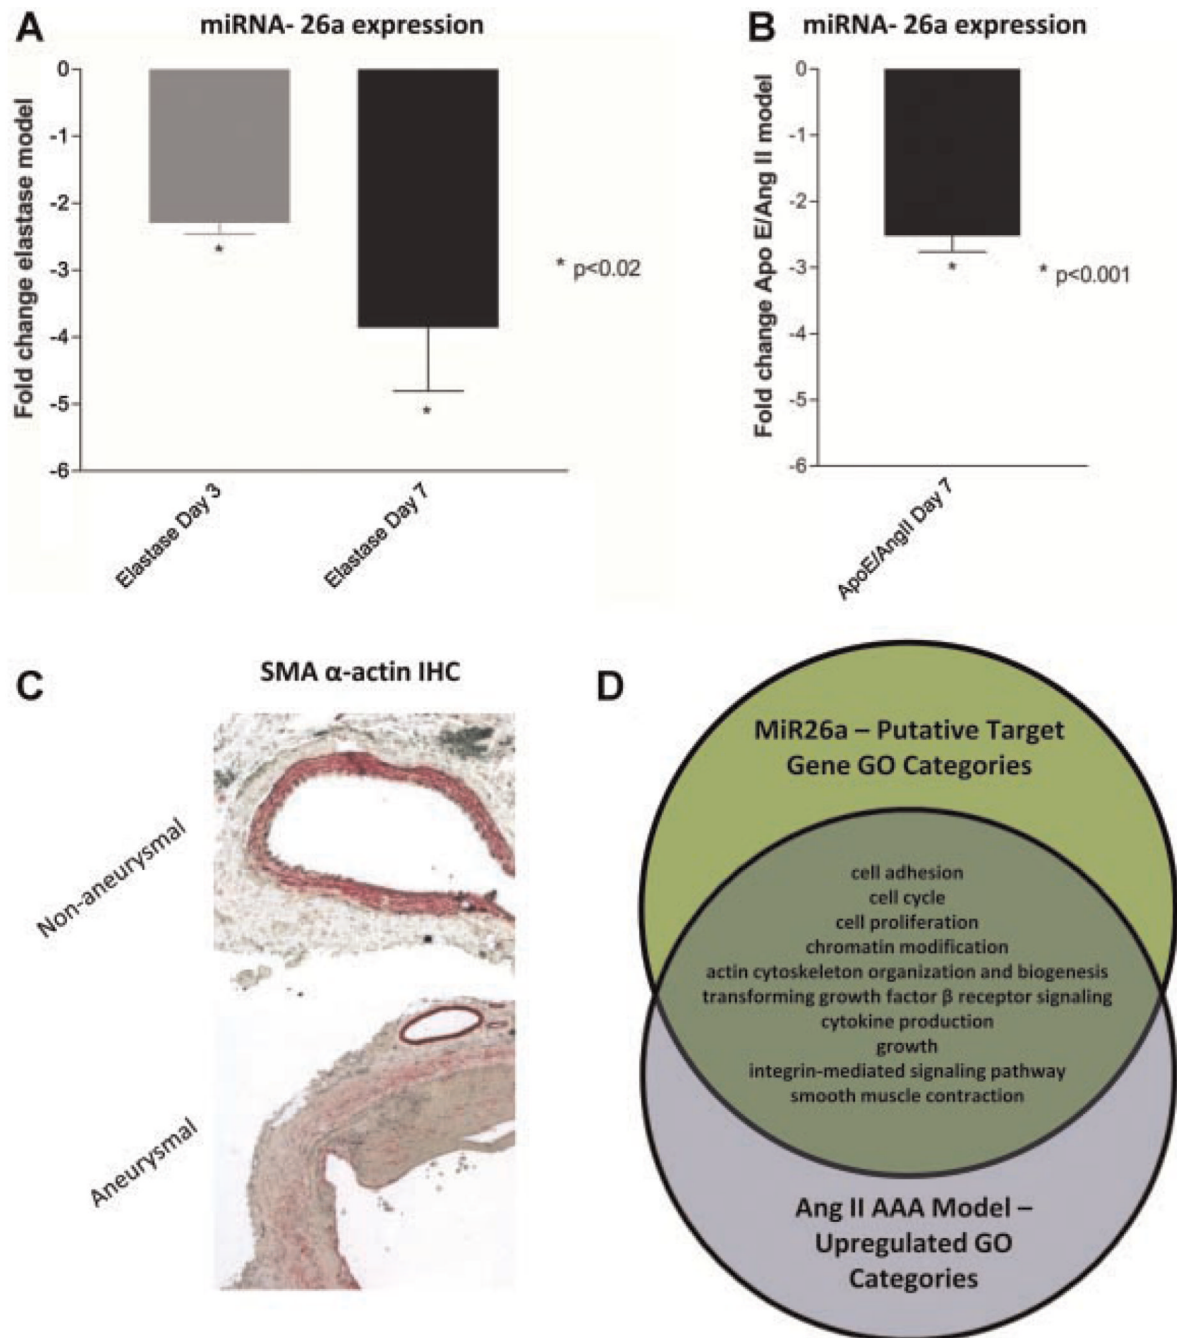 A
miRNA- 26a expression
Fold change elastase model
0
-1
-2
-3
-4
-5
-6
*
*
* p<0.02
Elastase Day 3
Elastase Day 7
B
miRNA- 26a expression
Fold change Apo E/Ang II model
0
-1
-2
-3
-4
-5
-6
*
* p<0.001
ApoE/AngII Day 7
C
SMA α-actin IHC
Non-aneurysmal
Aneurysmal
D
MiR26a – Putative Target
Gene GO Categories
cell adhesion
cell cycle
cell proliferation
chromatin modification
actin cytoskeleton organization and biogenesis
transforming growth factor β receptor signaling
cytokine production
growth
integrin-mediated signaling pathway
smooth muscle contraction
Ang II AAA Model –
Upregulated GO
Categories